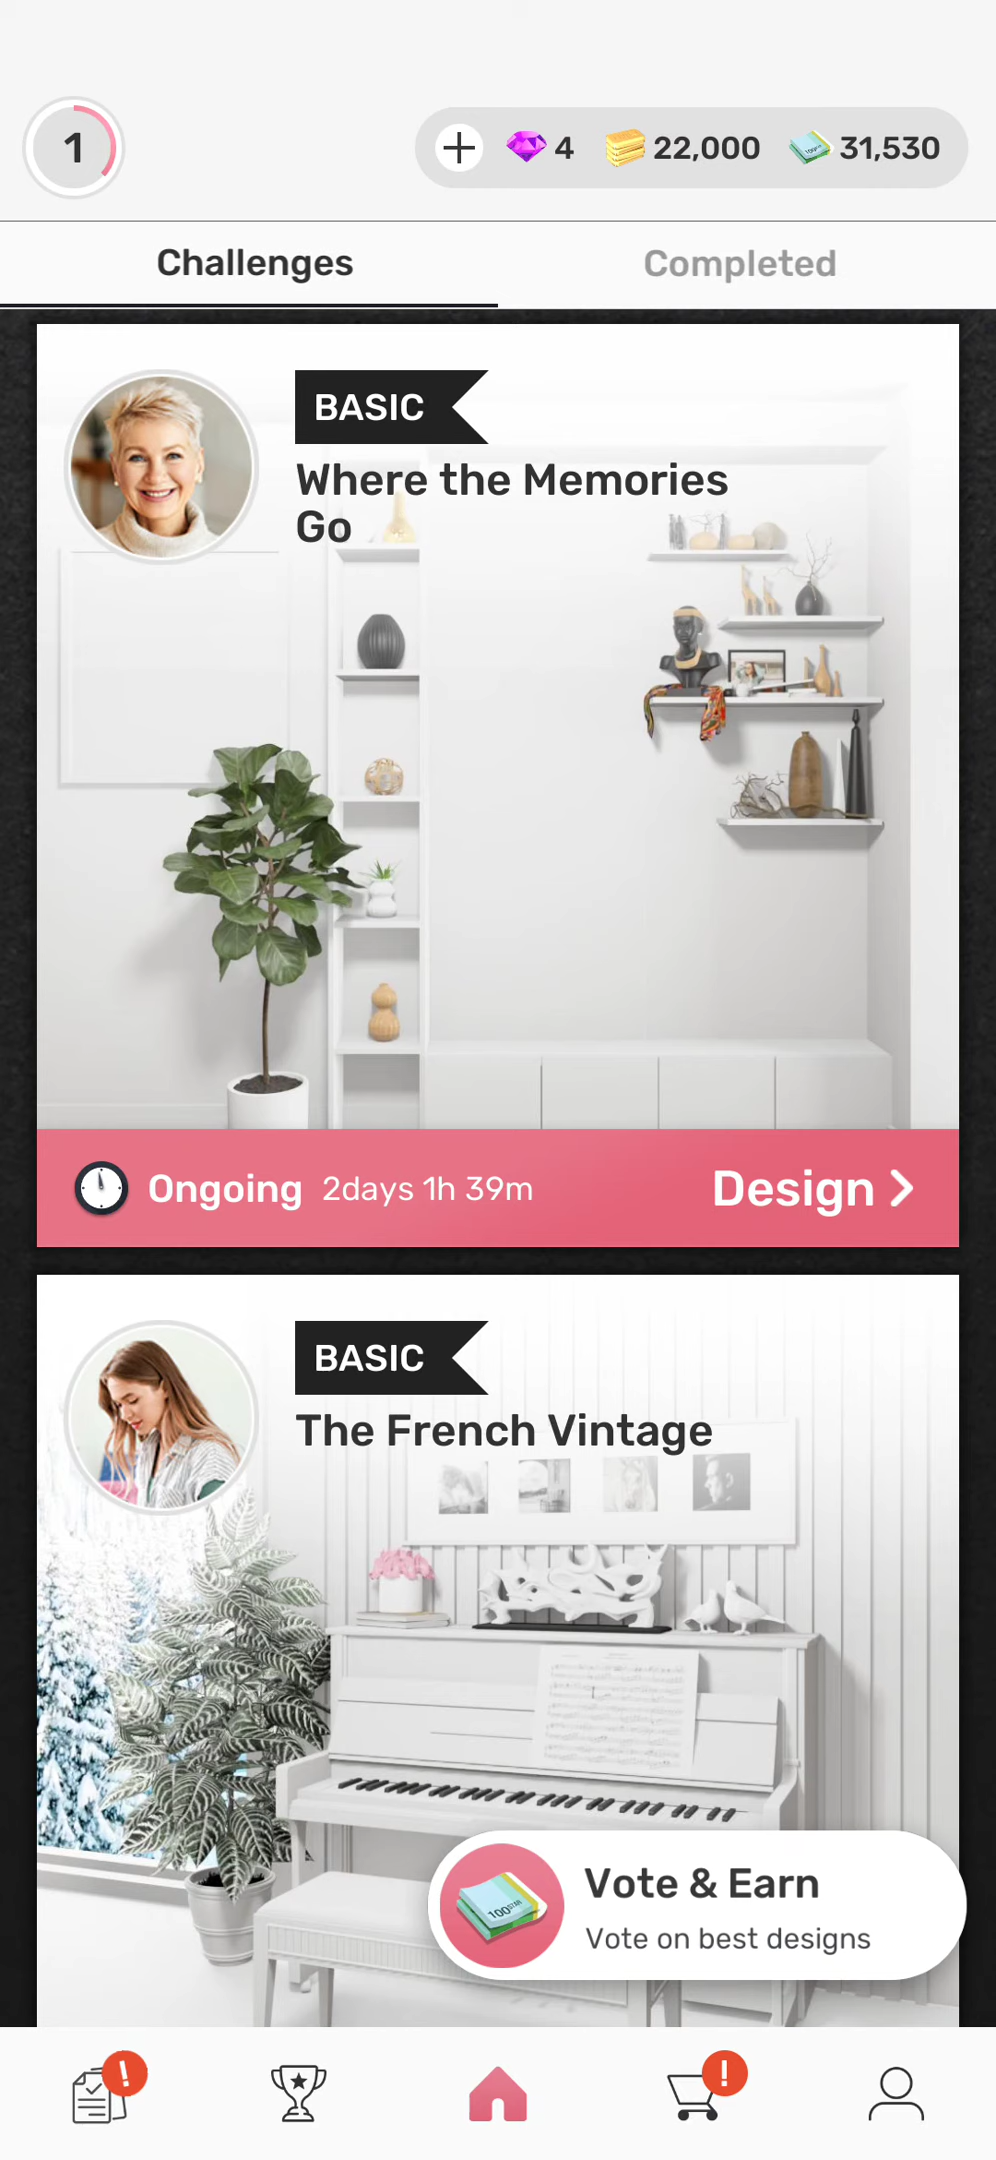 1
4 22,000 31,530
Challenges Completed
BASIC
Where the Memories
Go
Ongoing 2days 1h 39m Design
BASIC
The French Vintage
100STAR
Vote & Earn
Vote on best designs